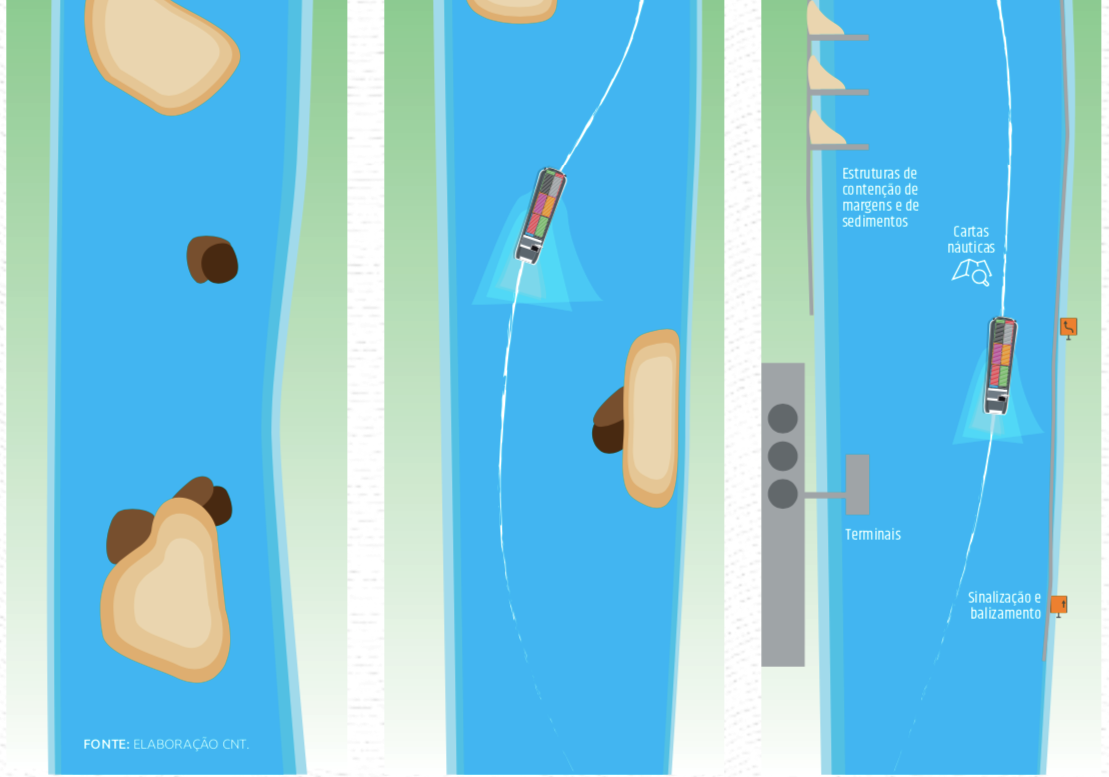 Estruturas de
contenção de
margens e de
sedimentos
Cartas
náuticas
Terminais
Sinalização e
balizamento
FONTE: ELABORAÇÃO CNT.